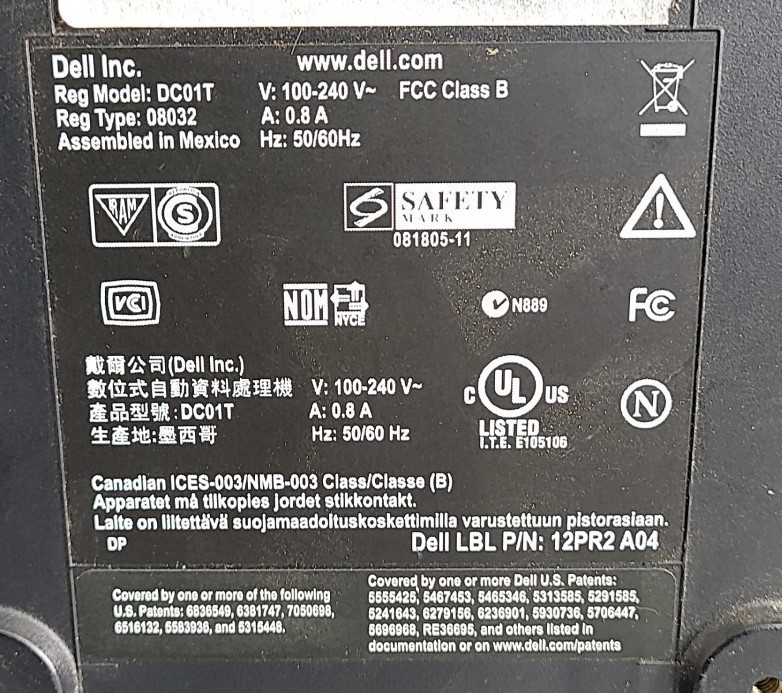 Dell Inc. www.dell.com
Reg Model: DC01T V: 100-240 V~ FCC Class B
Reg Type: 08032 A: 0.8 A
Assembled in Mexico Hz: 50/60Hz
RAM S SAFETY
MARK
081805-11
VCI NOM NYCE N889 FC
戴爾公司(Dell Inc.)
數位式自動資料處理機 V: 100-240 V~
產品型號:DC01T A: 0.8 A
生產地:墨西哥 Hz: 50/60 Hz
C UL US
LISTED
I.T.E. E105106
N
Canadian ICES-003/NMB-003 Class/Classe (B)
Apparatet må tilkoples jordet stikkontakt.
Laite on liitettävä suojamaadoituskoskettimilla varustettuun pistorasiaan.
DP Dell LBL P/N: 12PR2 A04
Covered by one or more of the following
U.S. Patents: 6836549, 6381747, 7050698,
6516132, 5583936, and 5315448.
Covered by one or more Dell U.S. Patents:
5555425, 5467453, 5465346, 5313585, 5291585,
5241643, 6279156, 6236901, 5930736, 5706447,
5696968, RE36695, and others listed in
documentation or on www.dell.com/patents